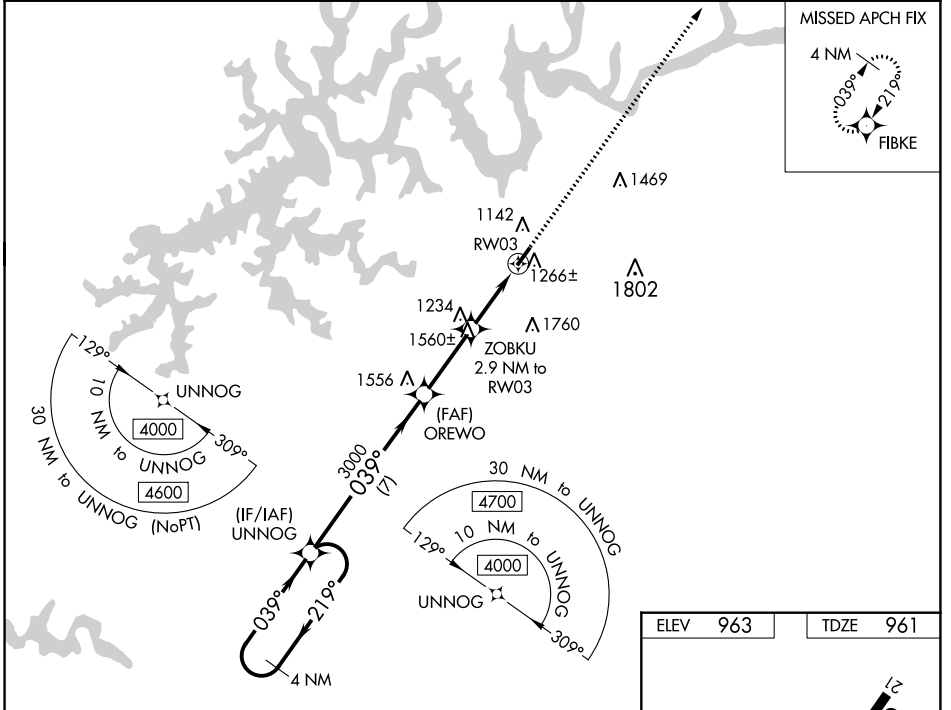 MISSED APCH FIX
4 NM
039°
219°
FIBKE
1469
1142
RW03
1266±
1802
1234
1560±
1760
ZOBKU
2.9 NM to
RW03
1556
(FAF)
OREWO
129°
UNNOG
10 NM to UNNOG
4000
309°
30 NM to UNNOG (NoPT)
4600
3000
039°
(7)
(IF/IAF)
UNNOG
30 NM to UNNOG
4700
129°
10 NM to UNNOG
4000
UNNOG
309°
039°
219°
4 NM
ELEV 963
TDZE 961
21